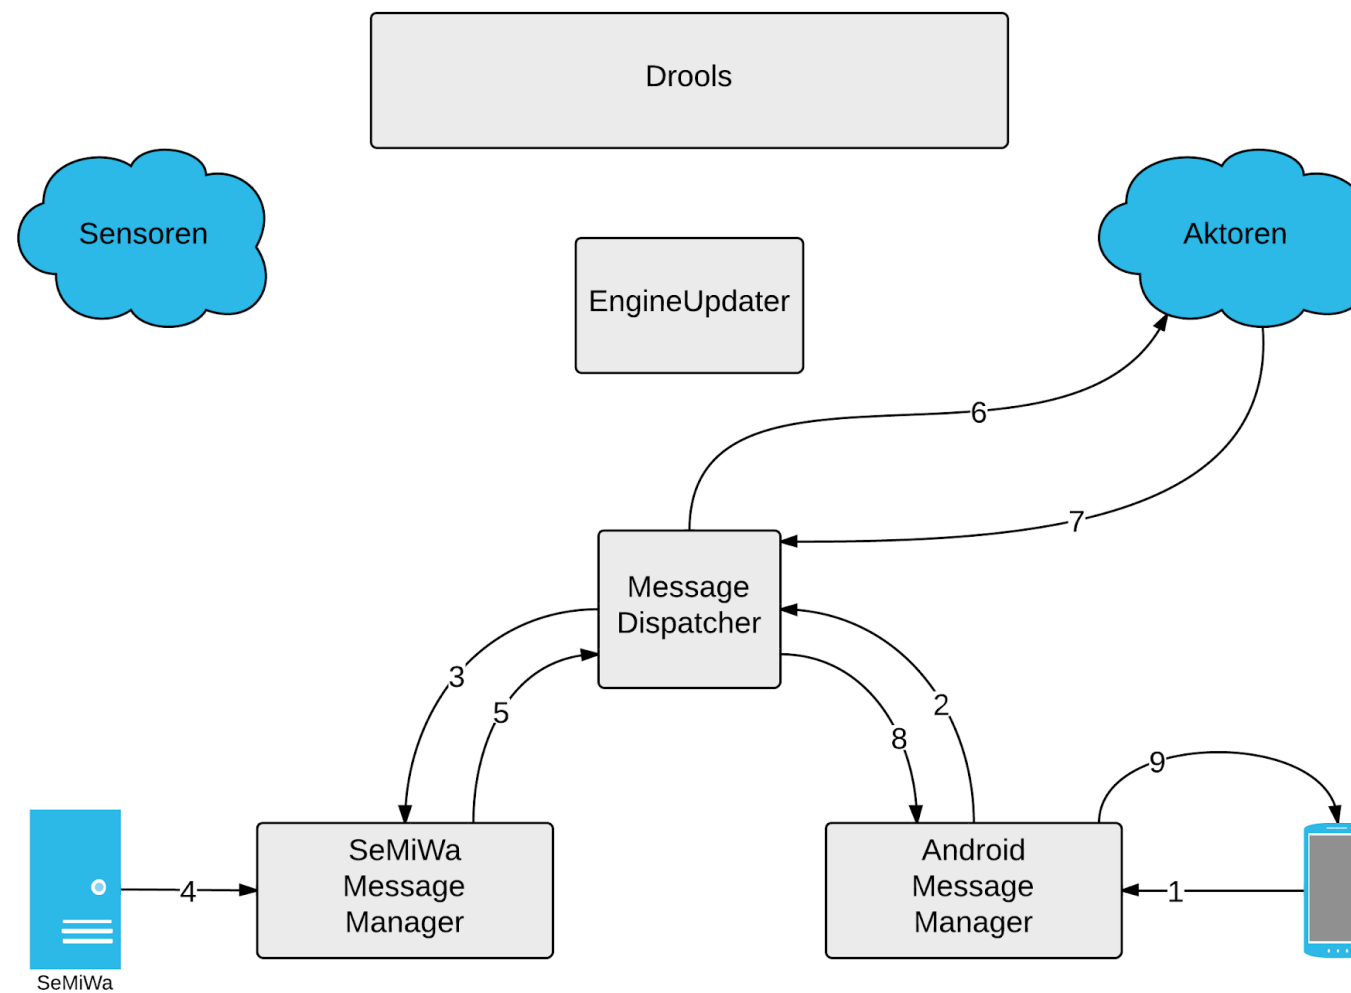 Drools
Sensoren
Aktoren
EngineUpdater
6
7
Message
Dispatcher
3
5
2
8
9
SeMiWa
Message
Manager
Android
Message
Manager
4
1
SeMiWa